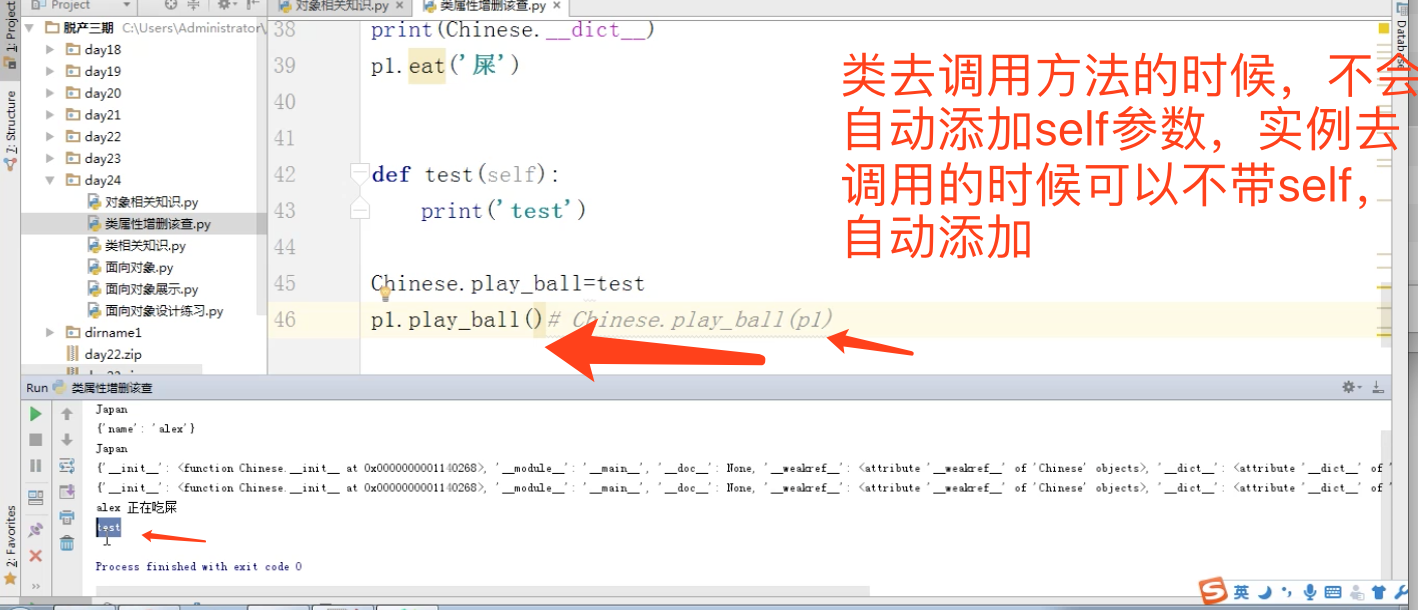 Project
对象相关知识.py
类属性增删该查.py
1: Project
脱产三期 C:\Users\Administrator\
day18
day19
day20
day21
day22
day23
day24
对象相关知识.py
类属性增删该查.py
类相关知识.py
面向对象.py
面向对象展示.py
面向对象设计练习.py
dirname1
day22.zip
Z: Structure
2: Favorites
38 print(Chinese.__dict__)
39 p1.eat('屎')
40
41
42 def test(self):
43 print('test')
44
45 Chinese.play_ball=test
46 p1.play_ball()# Chinese.play_ball(p1)
类去调用方法的时候，不会
自动添加self参数，实例去
调用的时候可以不带self，
自动添加
Run 类属性增删该查
Japan
{'name': 'alex'}
Japan
{'__init__': <function Chinese.__init__ at 0x0000000001140268>, '__module__': '__main__', '__doc__': None, '__weakref__': <attribute '__weakref__' of 'Chinese' objects>, '__dict__': <attribute '__dict__' of '
{'__init__': <function Chinese.__init__ at 0x0000000001140268>, '__module__': '__main__', '__doc__': None, '__weakref__': <attribute '__weakref__' of 'Chinese' objects>, '__dict__': <attribute '__dict__' of '
alex 正在吃屎
test
Process finished with exit code 0
英